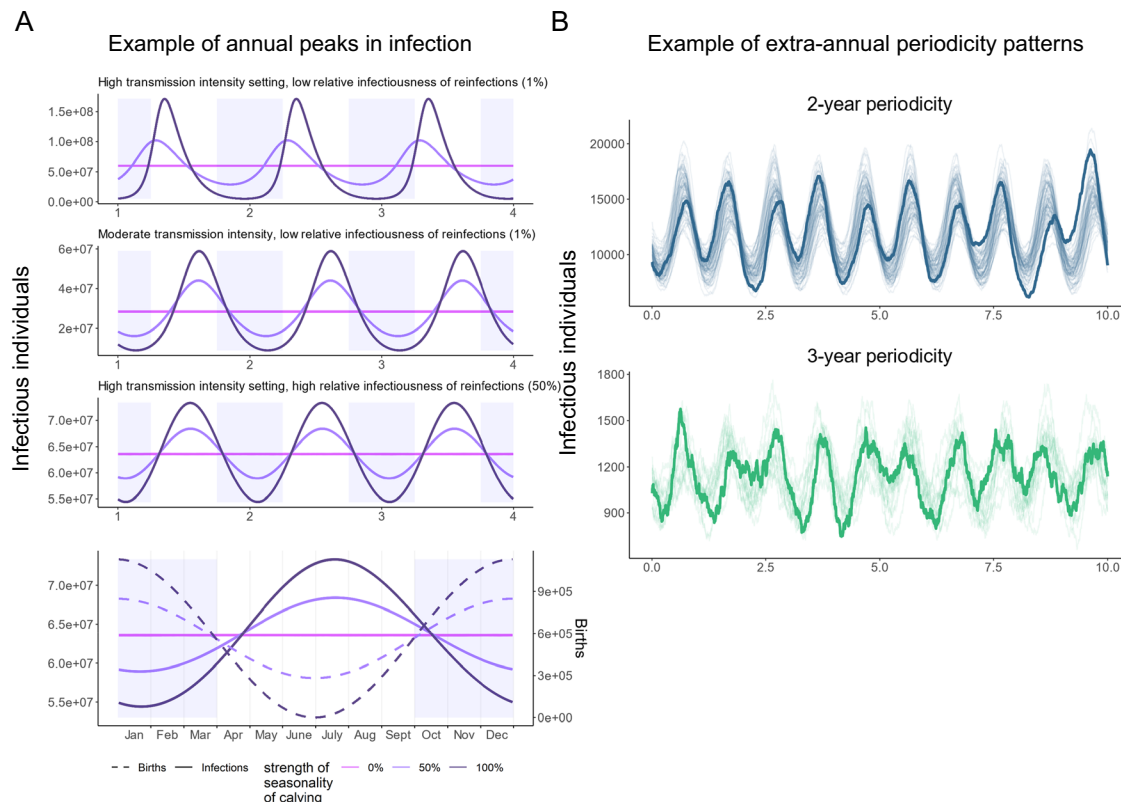 A
Example of annual peaks in infection
High transmission intensity setting, low relative infectiousness of reinfections (1%)
1.5e+08
1.0e+08
5.0e+07
0.0e+00
1
2
3
4
Moderate transmission intensity, low relative infectiousness of reinfections (1%)
6e+07
4e+07
2e+07
1
2
3
4
High transmission intensity setting, high relative infectiousness of reinfections (50%)
7.0e+07
6.5e+07
6.0e+07
5.5e+07
1
2
3
4
Infectious individuals
7.0e+07
6.5e+07
6.0e+07
5.5e+07
9e+05
6e+05
3e+05
0e+00
Births
Jan
Feb
Mar
Apr
May
June
July
Aug
Sept
Oct
Nov
Dec
Births
Infections
strength of
seasonality
of calving
0%
50%
100%
B
Example of extra-annual periodicity patterns
2-year periodicity
20000
15000
10000
0.0
2.5
5.0
7.5
10.0
3-year periodicity
1800
1500
1200
900
0.0
2.5
5.0
7.5
10.0
Infectious individuals